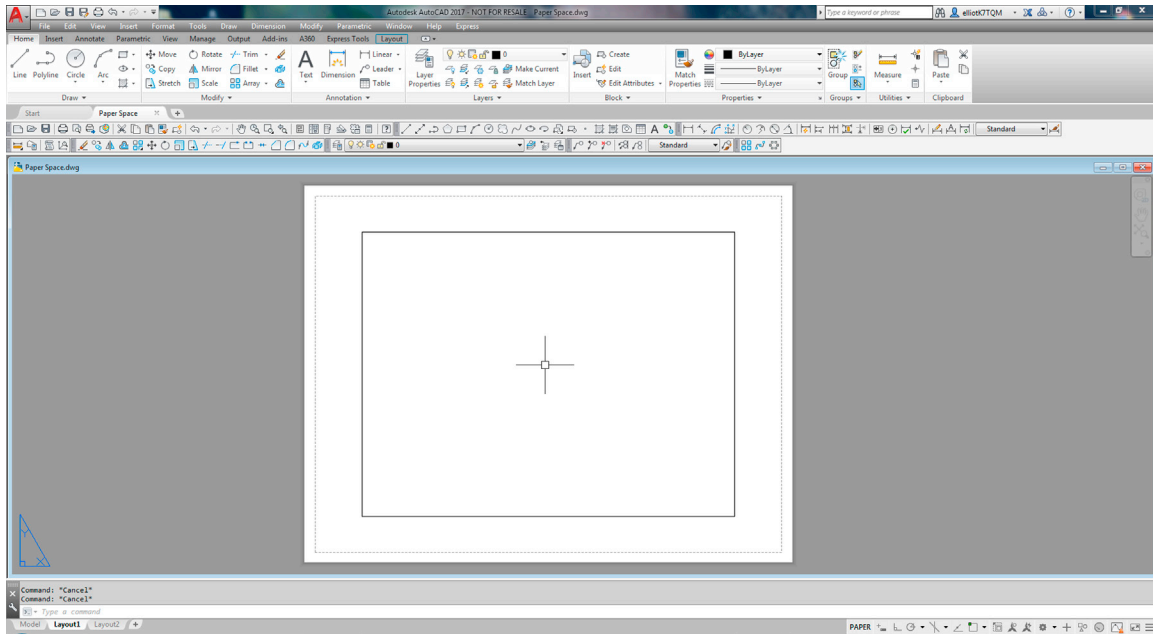 Autodesk AutoCAD 2017 - NOT FOR RESALE Paper Space.dwg
Type a keyword or phrase
elliotK7TQM
File Edit View Insert Format Tools Draw Dimension Modify Parametric Window Help Express
Home Insert Annotate Parametric View Manage Output Add-ins A360 Express Tools Layout
Move Rotate Trim Linear 0 Create ByLayer
Copy Mirror Fillet Leader Make Current Edit ByLayer
Line Polyline Circle Arc Text Dimension Layer Insert Match Group Measure Paste
Stretch Scale Array Table Properties Match Layer Edit Attributes Properties ByLayer
Draw Modify Annotation Layers Block Properties Groups Utilities Clipboard
Start Paper Space
Standard
0 Standard
Paper Space.dwg
Y
X
Command: *Cancel*
Command: *Cancel*
Type a command
Model Layout1 Layout2 + PAPER